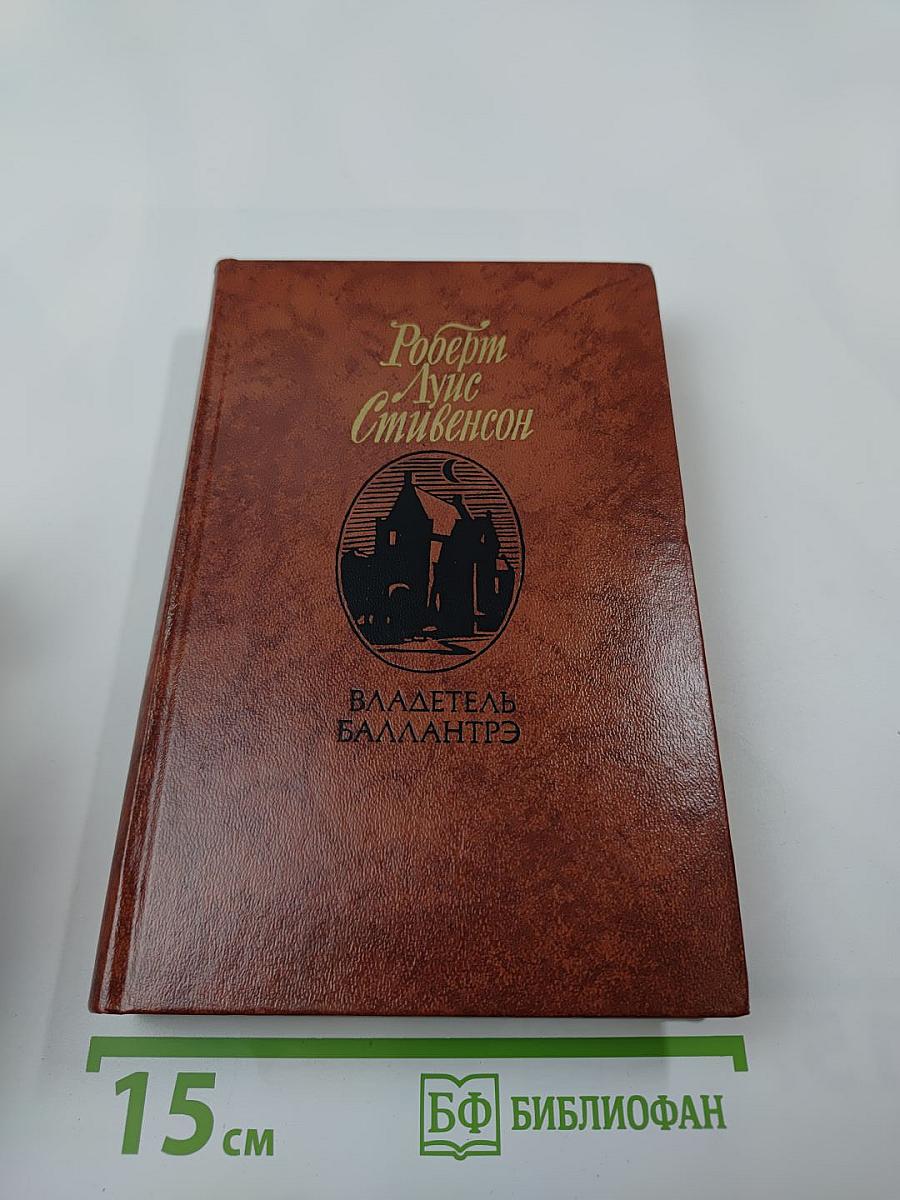 Роберт
Луис
Стивенсон
ВЛАДЕТЕЛЬ
БАЛЛАНТРЭ
15 см
БФ БИБЛИОФАН